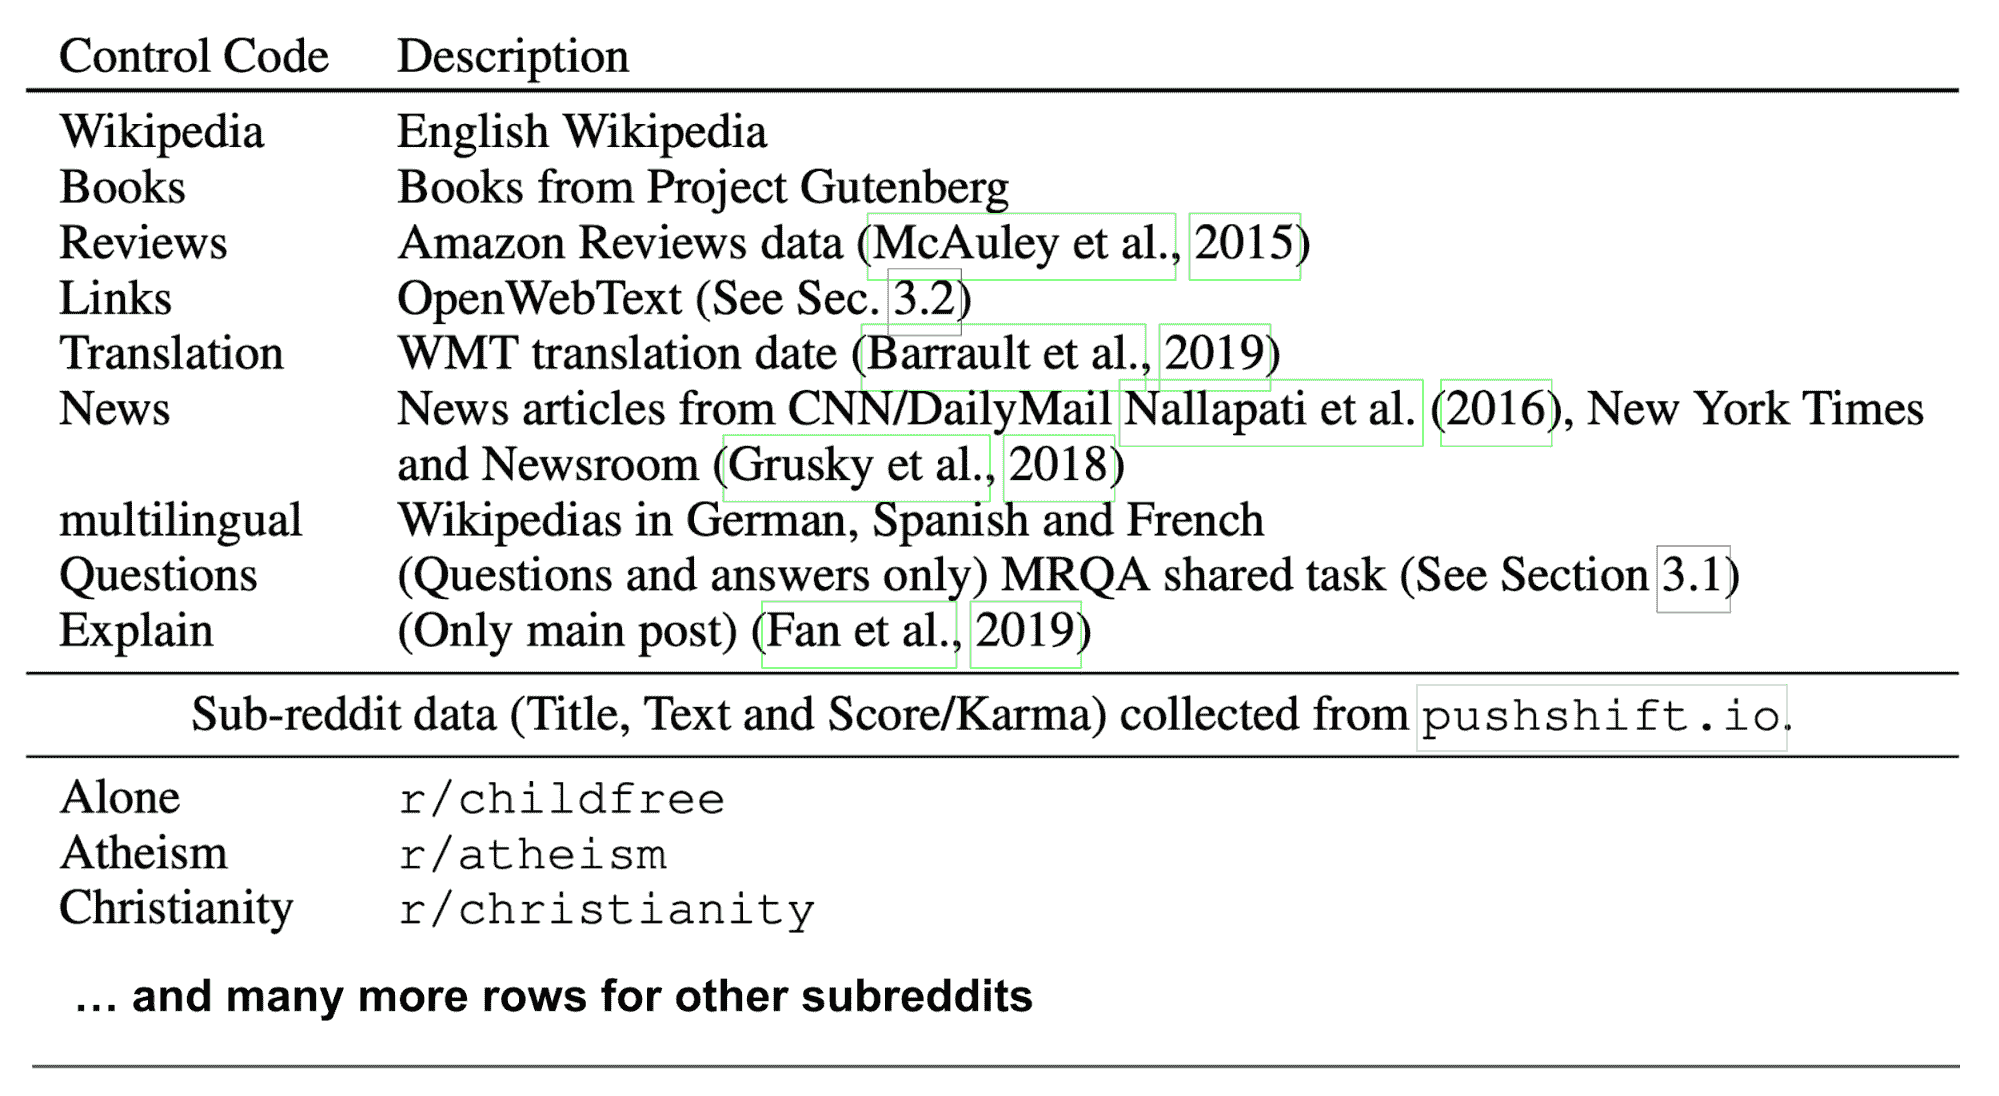 Control Code Description
Wikipedia English Wikipedia
Books Books from Project Gutenberg
Reviews Amazon Reviews data (McAuley et al., 2015)
Links OpenWebText (See Sec. 3.2)
Translation WMT translation date (Barrault et al., 2019)
News News articles from CNN/DailyMail Nallapati et al. (2016), New York Times
and Newsroom (Grusky et al., 2018)
multilingual Wikipedias in German, Spanish and French
Questions (Questions and answers only) MRQA shared task (See Section 3.1)
Explain (Only main post) (Fan et al., 2019)
Sub-reddit data (Title, Text and Score/Karma) collected from pushshift.io.
Alone r/childfree
Atheism r/atheism
Christianity r/christianity
… and many more rows for other subreddits